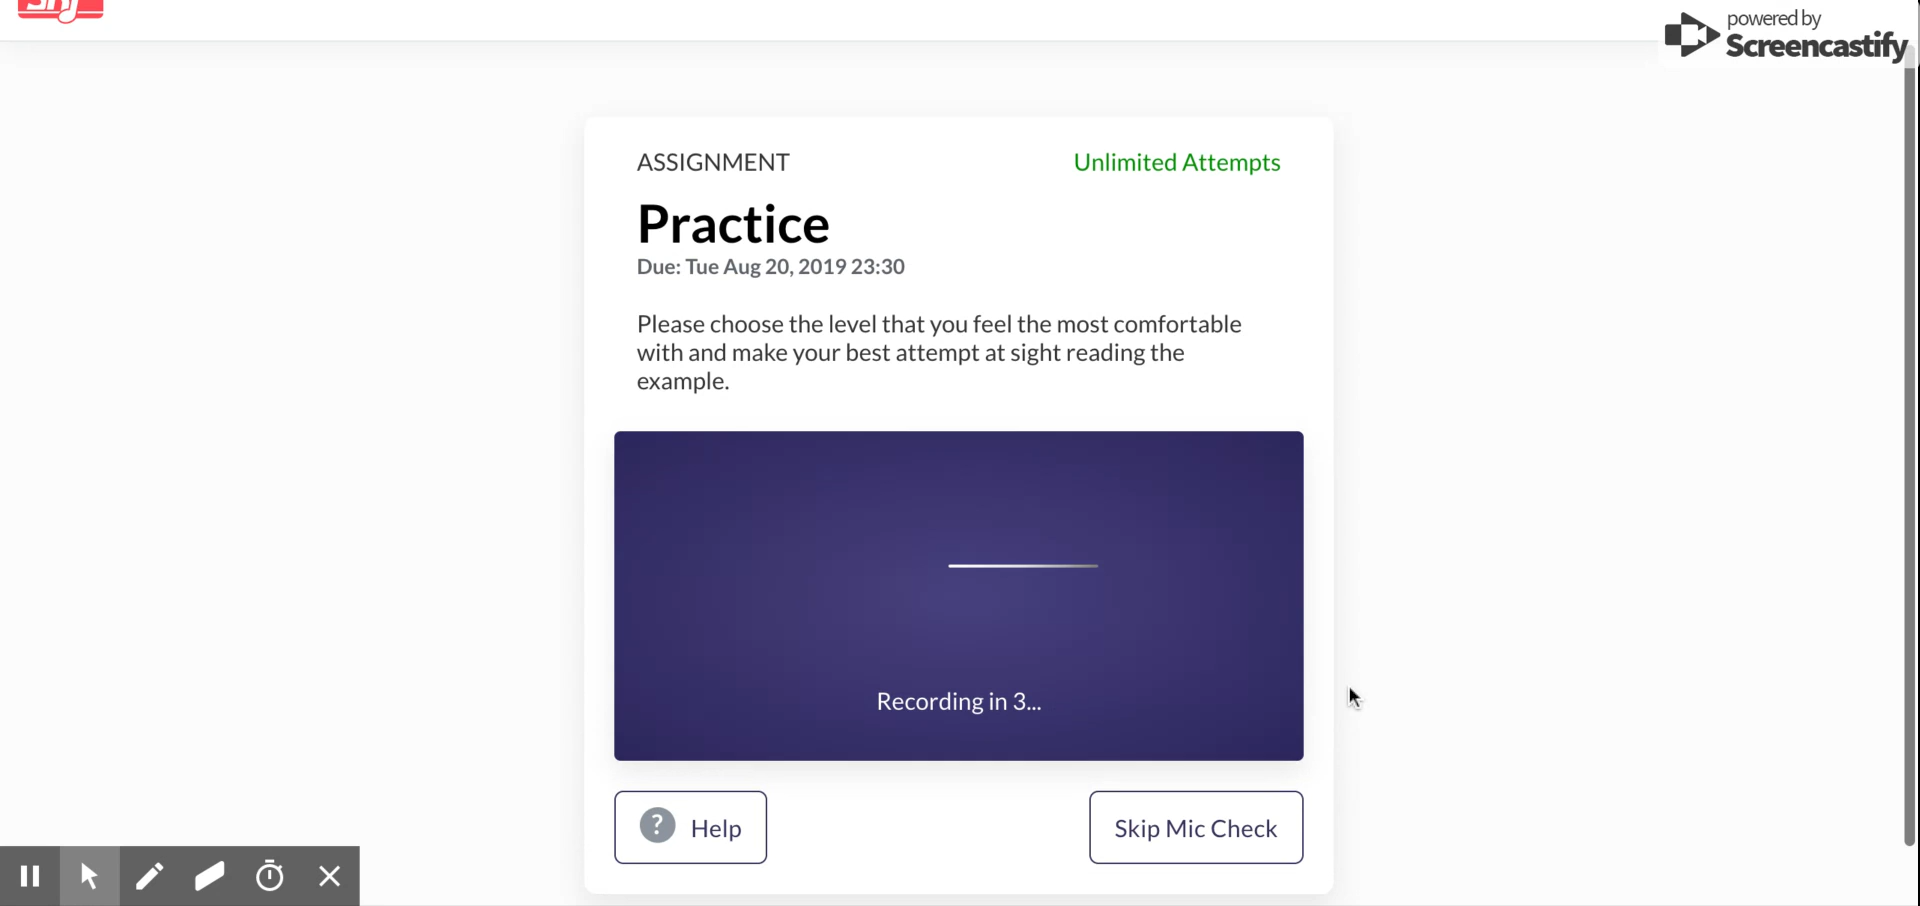 powered by
Screencastify
ASSIGNMENT
Unlimited Attempts
Practice
Due: Tue Aug 20, 2019 23:30
Please choose the level that you feel the most comfortable
with and make your best attempt at sight reading the
example.
Recording in 3...
? Help
Skip Mic Check